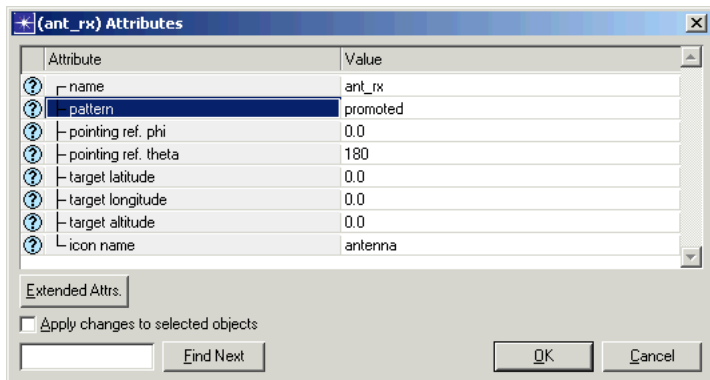 (ant_rx) Attributes
Attribute Value
name ant_rx
pattern promoted
pointing ref. phi 0.0
pointing ref. theta 180
target latitude 0.0
target longitude 0.0
target altitude 0.0
icon name antenna
Extended Attrs.
Apply changes to selected objects
Find Next OK Cancel